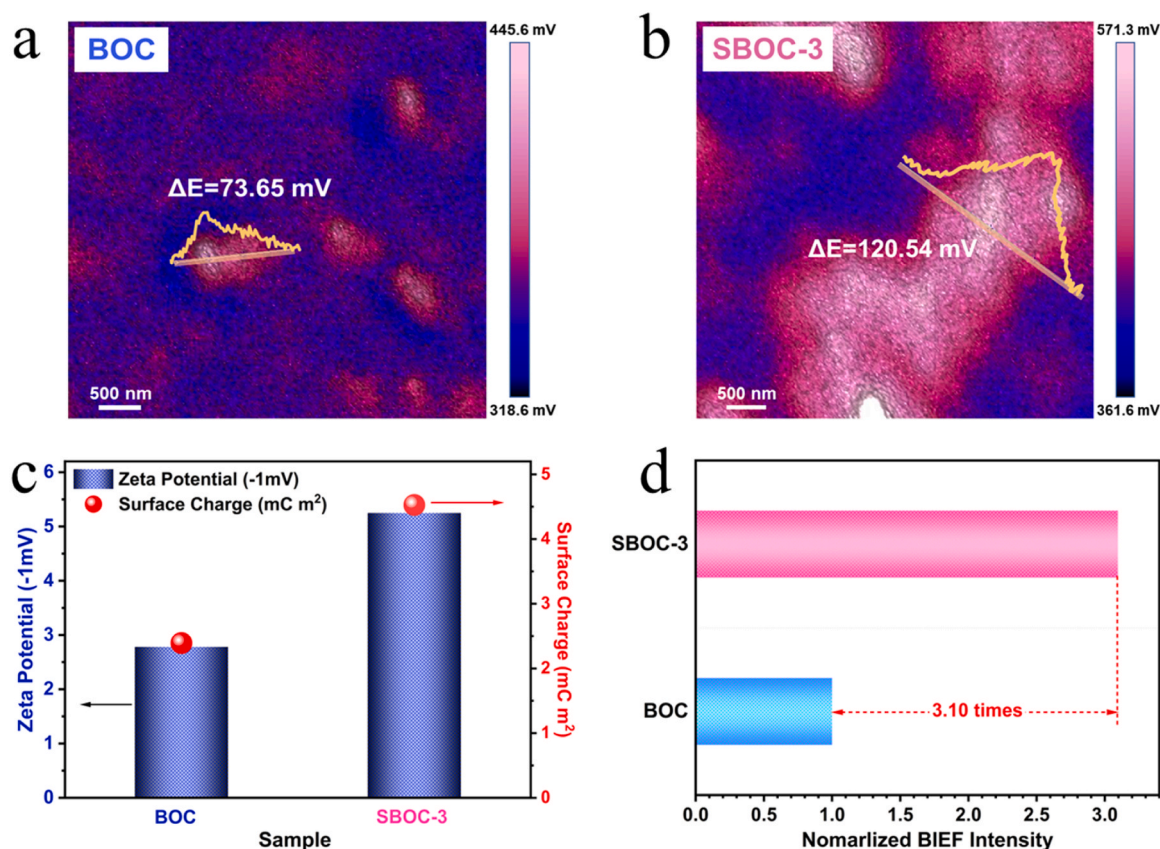 a
BOC
445.6 mV
ΔE=73.65 mV
500 nm
318.6 mV
b
SBOC-3
571.3 mV
ΔE=120.54 mV
500 nm
361.6 mV
c
Zeta Potential (-1mV)
Surface Charge (mC m²)
Zeta Potential (-1mV)
6
5
4
3
2
1
0
5
4
3
2
1
0
Surface Charge (mC m²)
BOC
SBOC-3
Sample
d
SBOC-3
BOC
3.10 times
0.0 0.5 1.0 1.5 2.0 2.5 3.0
Nomarlized BIEF Intensity